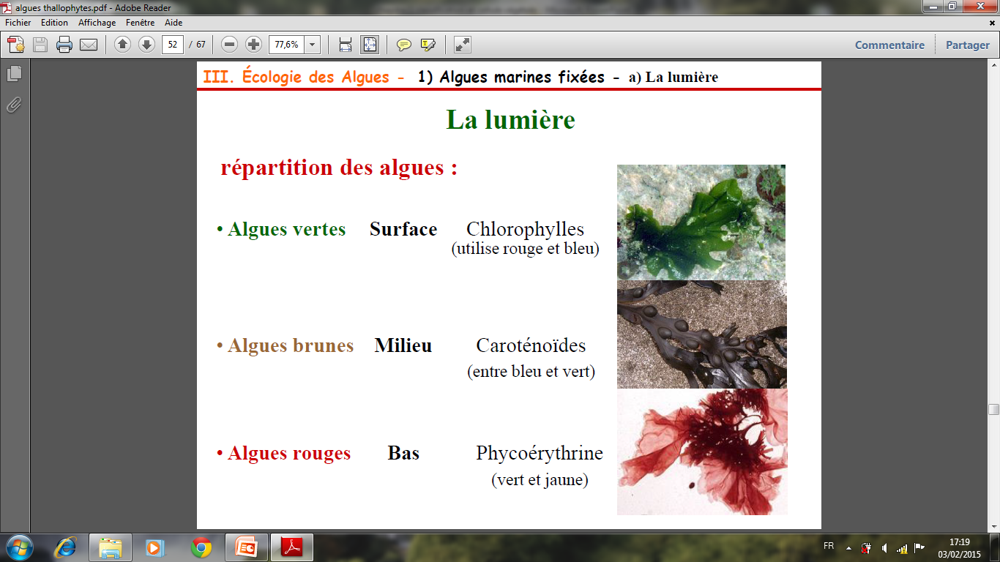 algues thallophytes.pdf - Adobe Reader
Fichier Edition Affichage Fenêtre Aide
52 / 67 77,6% Commentaire Partager
III. Écologie des Algues - 1) Algues marines fixées - a) La lumière
La lumière
répartition des algues :
• Algues vertes Surface Chlorophylles
(utilise rouge et bleu)
• Algues brunes Milieu Caroténoïdes
(entre bleu et vert)
• Algues rouges Bas Phycoérythrine
(vert et jaune)
FR 17:19
03/02/2015